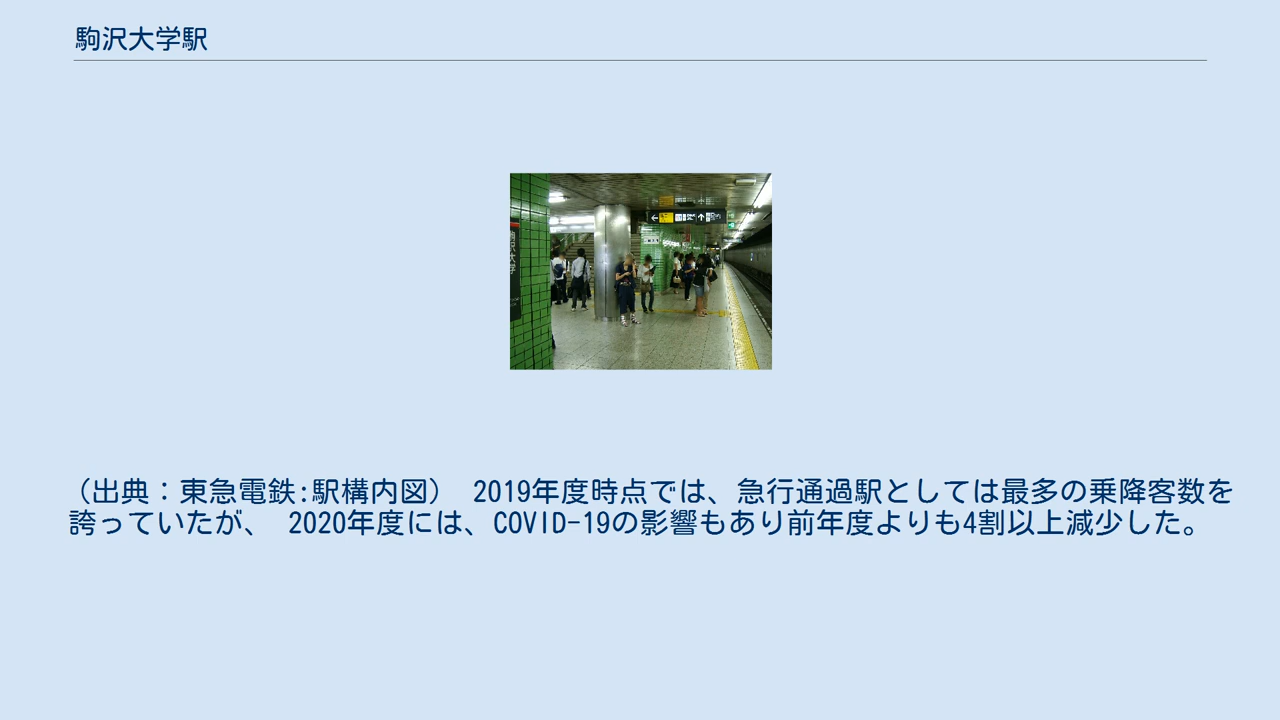 駒沢大学駅
駒沢大学
（出典：東急電鉄:駅構内図） 2019年度時点では、急行通過駅としては最多の乗降客数を
誇っていたが、 2020年度には、COVID-19の影響もあり前年度よりも4割以上減少した。